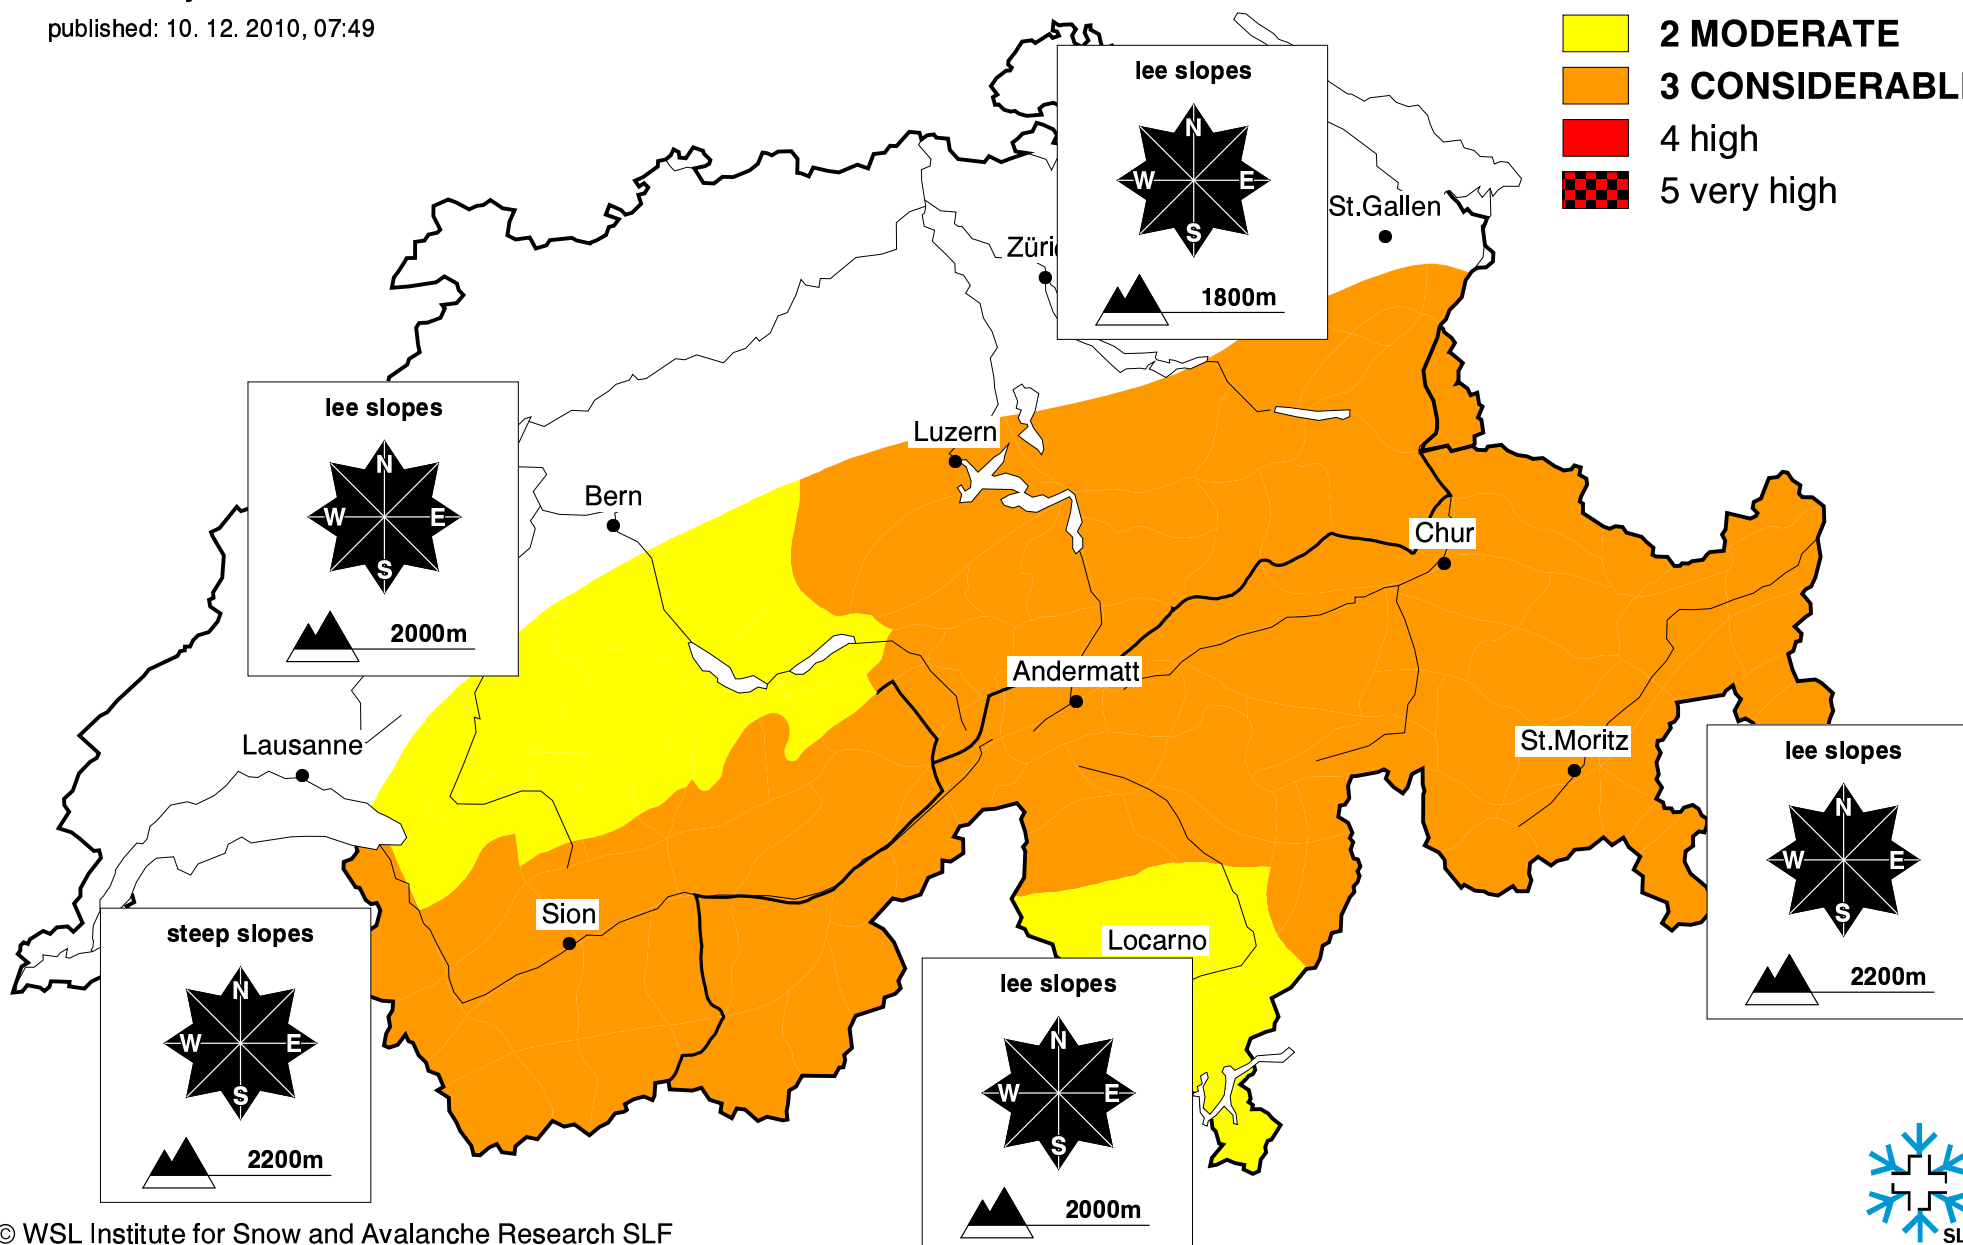 published: 10. 12. 2010, 07:49
2 MODERATE
3 CONSIDERABL
4 high
5 very high
lee slopes
N
W E
S
1800m
St.Gallen
Züri
lee slopes
N
W E
S
2000m
Luzern
Bern
Chur
Andermatt
Lausanne
St.Moritz
lee slopes
N
W E
S
2200m
Sion
Locarno
steep slopes
N
W E
S
2200m
lee slopes
N
W E
S
2000m
© WSL Institute for Snow and Avalanche Research SLF
SL